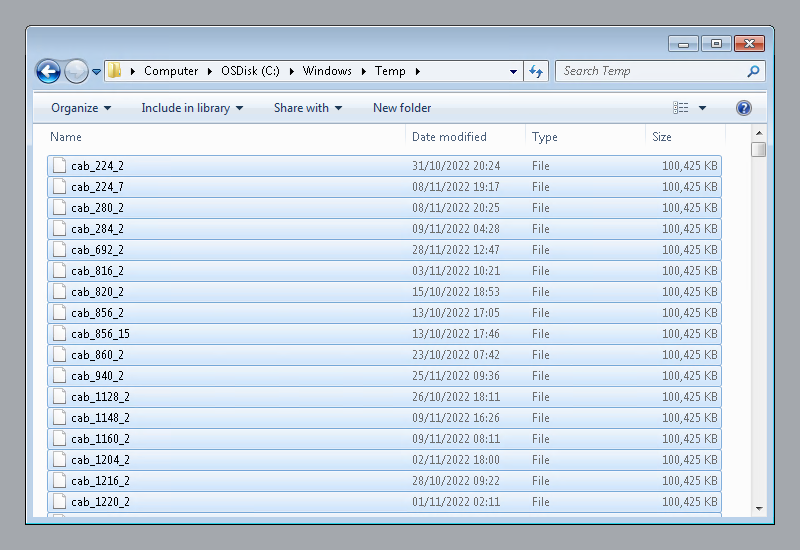 Computer OSDisk (C:) Windows Temp Search Temp
Organize Include in library Share with New folder
Name Date modified Type Size
cab_224_2 31/10/2022 20:24 File 100,425 KB
cab_224_7 08/11/2022 19:17 File 100,425 KB
cab_280_2 08/11/2022 20:25 File 100,425 KB
cab_284_2 09/11/2022 04:28 File 100,425 KB
cab_692_2 28/11/2022 12:47 File 100,425 KB
cab_816_2 03/11/2022 10:21 File 100,425 KB
cab_820_2 15/10/2022 18:53 File 100,425 KB
cab_856_2 13/10/2022 17:05 File 100,425 KB
cab_856_15 13/10/2022 17:46 File 100,425 KB
cab_860_2 23/10/2022 07:42 File 100,425 KB
cab_940_2 25/11/2022 09:36 File 100,425 KB
cab_1128_2 26/10/2022 18:11 File 100,425 KB
cab_1148_2 09/11/2022 16:26 File 100,425 KB
cab_1160_2 09/11/2022 08:11 File 100,425 KB
cab_1204_2 02/11/2022 18:00 File 100,425 KB
cab_1216_2 28/10/2022 09:22 File 100,425 KB
cab_1220_2 01/11/2022 02:11 File 100,425 KB